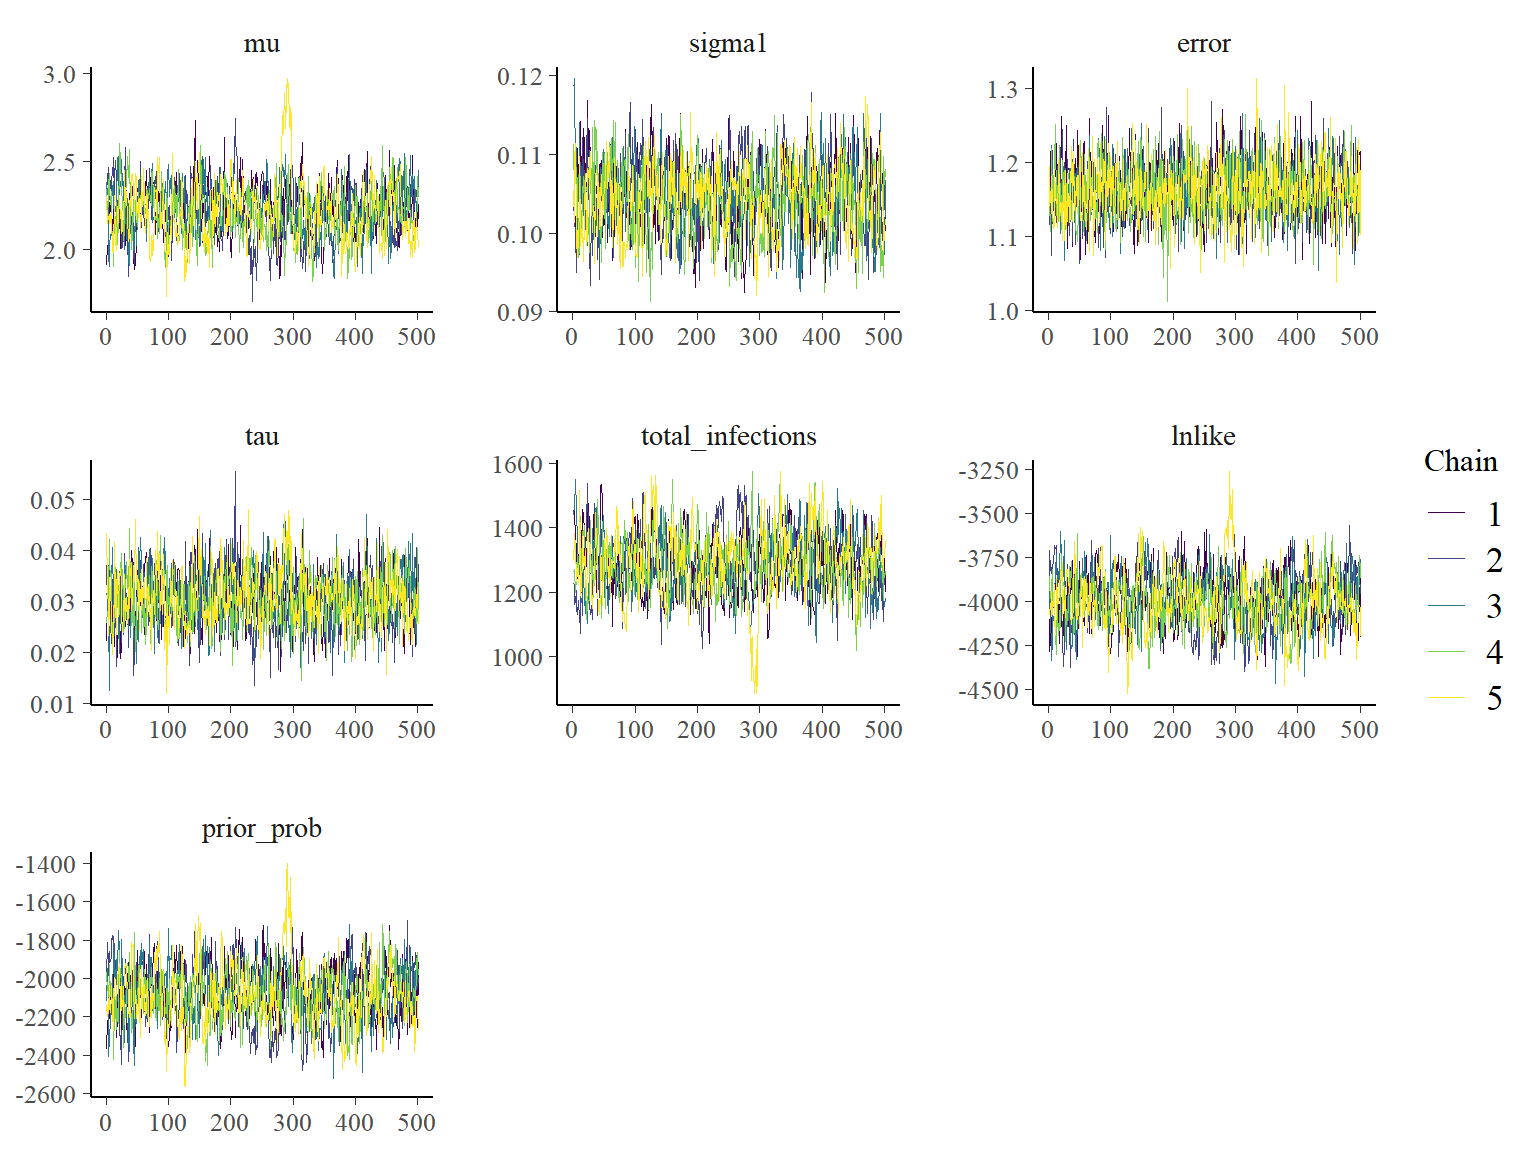 mu
3.0
2.5
2.0
0 100 200 300 400 500
sigma1
0.12
0.11
0.10
0.09
0 100 200 300 400 500
error
1.3
1.2
1.1
1.0
0 100 200 300 400 500
tau
0.05
0.04
0.03
0.02
0.01
0 100 200 300 400 500
total_infections
1600
1400
1200
1000
0 100 200 300 400 500
lnlike
-3250
-3500
-3750
-4000
-4250
-4500
0 100 200 300 400 500
Chain
1
2
3
4
5
prior_prob
-1400
-1600
-1800
-2000
-2200
-2400
-2600
0 100 200 300 400 500